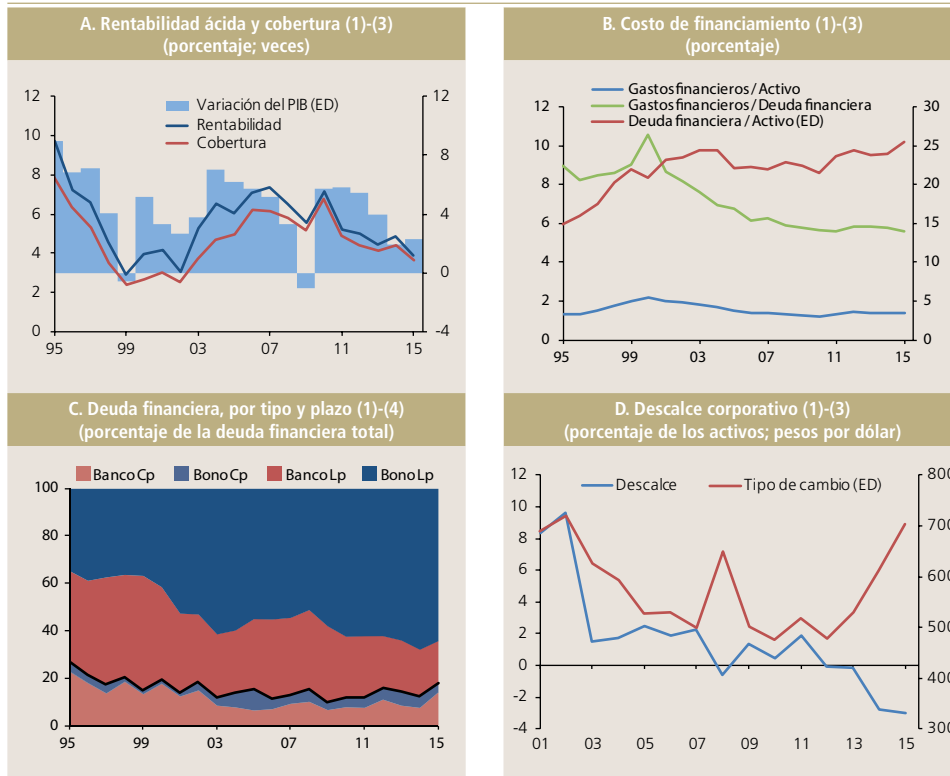 A. Rentabilidad ácida y cobertura (1)-(3)
(porcentaje; veces)
12
10
8
6
4
2
0
12
8
4
0
-4
Variación del PIB (ED)
Rentabilidad
Cobertura
95 99 03 07 11 15
B. Costo de financiamiento (1)-(3)
(porcentaje)
Gastos financieros / Activo
Gastos financieros / Deuda financiera
Deuda financiera / Activo (ED)
12
10
8
6
4
2
0
30
25
20
15
10
5
0
95 99 03 07 11 15
C. Deuda financiera, por tipo y plazo (1)-(4)
(porcentaje de la deuda financiera total)
Banco Cp Bono Cp Banco Lp Bono Lp
100
80
60
40
20
0
95 99 03 07 11 15
D. Descalce corporativo (1)-(3)
(porcentaje de los activos; pesos por dólar)
Descalce Tipo de cambio (ED)
12
10
8
6
4
2
0
-2
-4
800
700
600
500
400
300
01 03 05 07 09 11 13 15